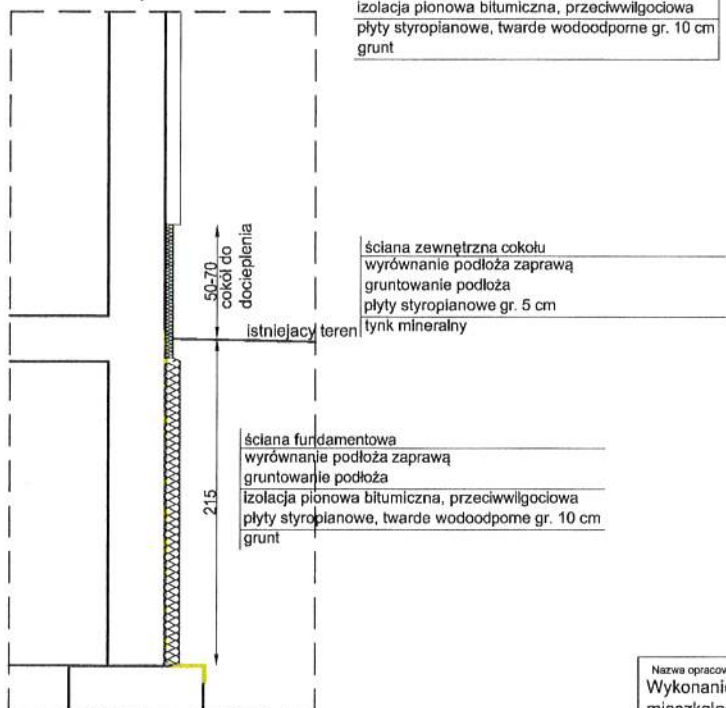 izolacja pionowa bitumiczna, przeciwwilgociowa
płyty styropianowe, twarde wodoodporne gr. 10 cm
grunt
50-70
cokół do
docieplenia
ściana zewnętrzna cokołu
wyrównanie podłoża zaprawą
gruntowanie podłoża
płyty styropianowe gr. 5 cm
tynk mineralny
istniejacy teren
215
ściana fundamentowa
wyrównanie podłoża zaprawą
gruntowanie podłoża
izolacja pionowa bitumiczna, przeciwwilgociowa
płyty styropianowe, twarde wodoodporne gr. 10 cm
grunt
Nazwa opracow
Wykonanie